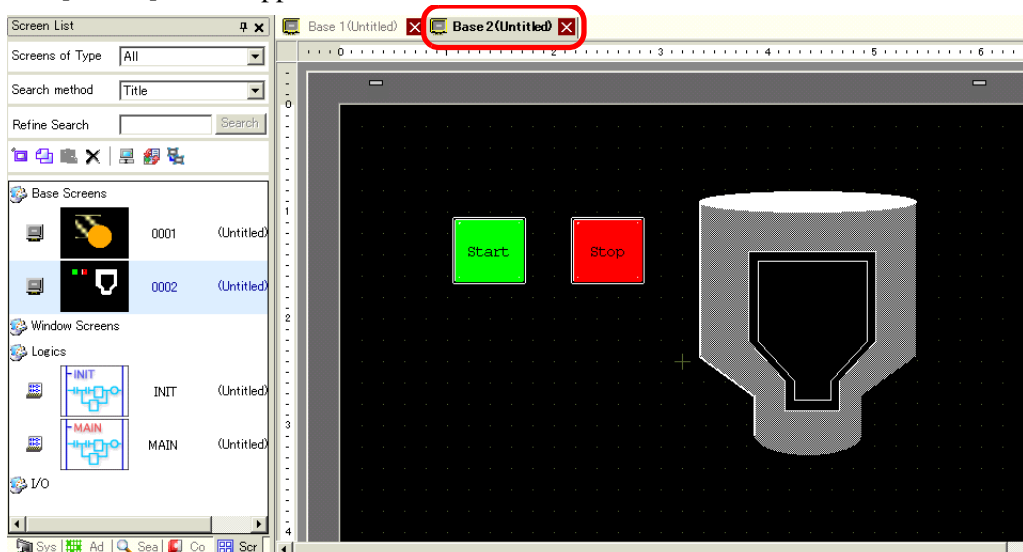 Screen List
Base 1(Untitled) Base 2(Untitled)
Screens of Type All
Search method Title
Refine Search Search
0 2 3 4 5 6
0
1
2
3
4
Base Screens
0001 (Untitled)
0002 (Untitled)
Window Screens
Logics
INIT INIT (Untitled)
MAIN MAIN (Untitled)
I/O
Sys Ad Sea Co Scr
Start Stop